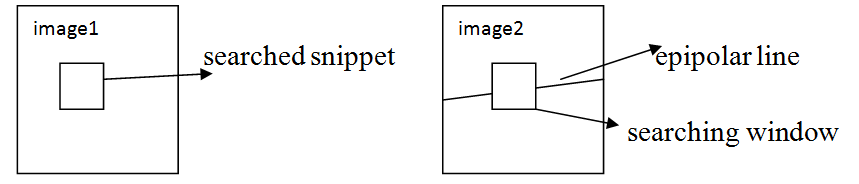 image1
searched snippet
image2
epipolar line
searching window